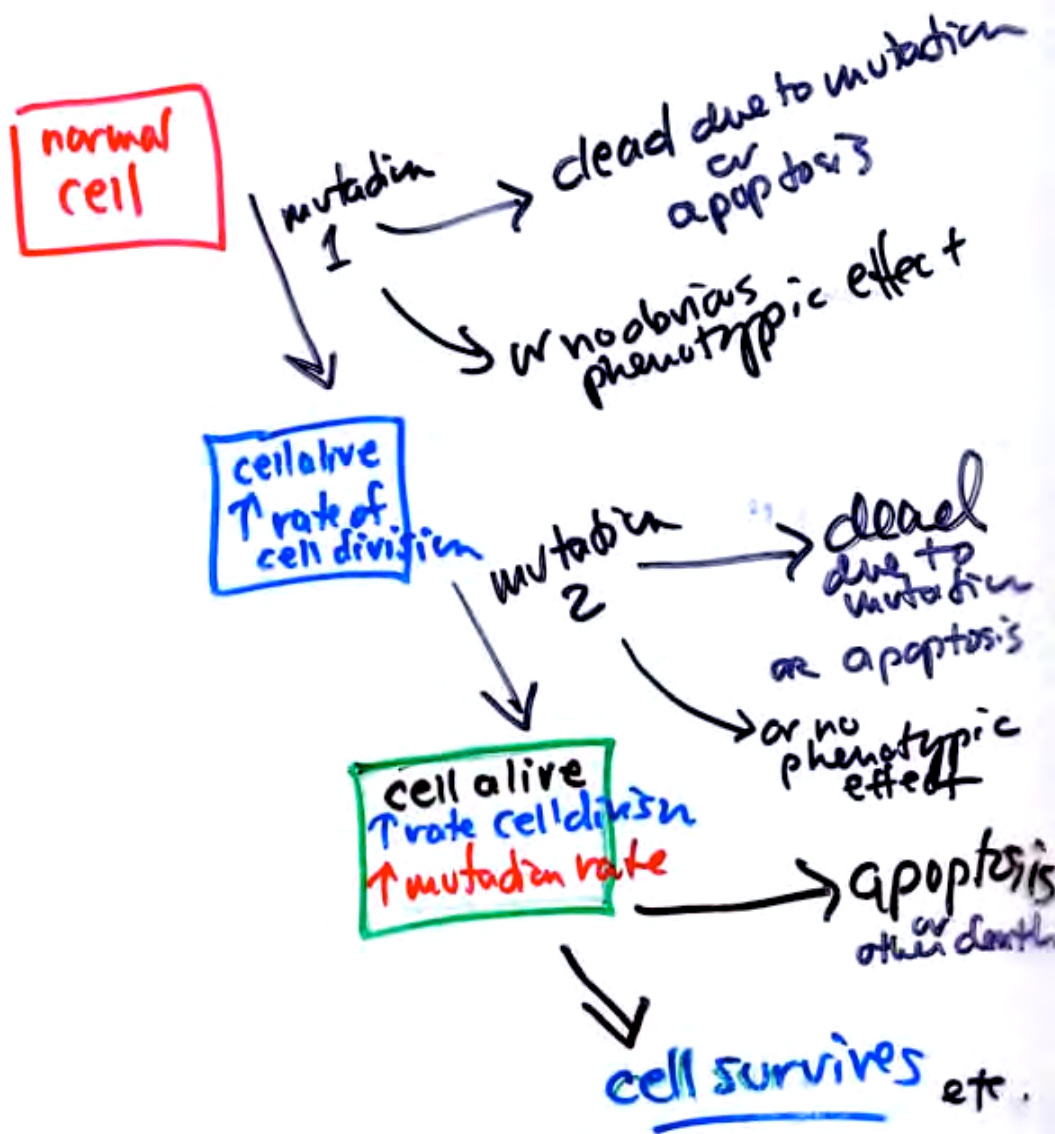 normal
cell
mutation
1
dead due to mutation
or
apoptosis
or no obvious
phenotypic effect
cell alive
↑ rate of
cell division
mutation
2
dead
due to
mutation
or apoptosis
or no
phenotypic
effect
cell alive
↑ rate cell division
↑ mutation rate
apoptosis
or
other death
cell survives etc.